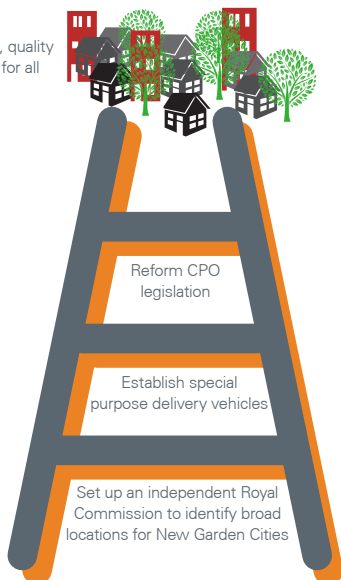 , quality
for all
Reform CPO
legislation
Establish special
purpose delivery vehicles
Set up an independent Royal
Commission to identify broad
locations for New Garden Cities